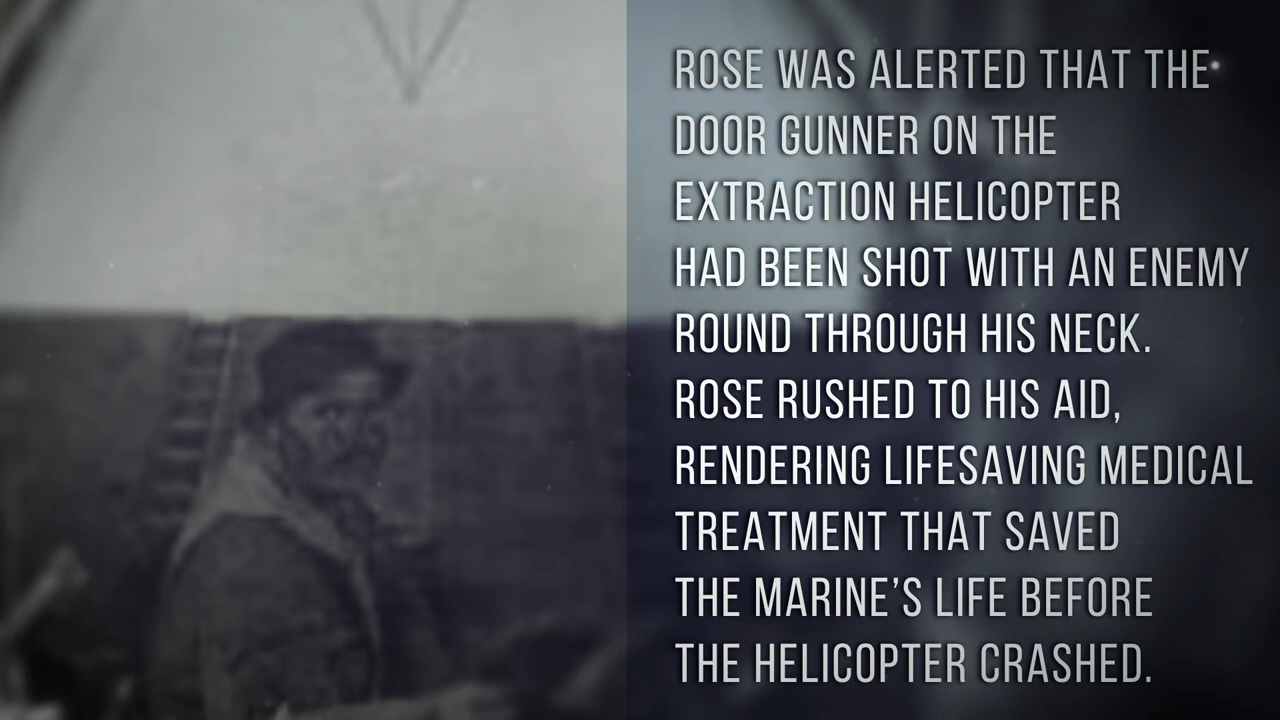 ROSE WAS ALERTED THAT THE
DOOR GUNNER ON THE
EXTRACTION HELICOPTER
HAD BEEN SHOT WITH AN ENEMY
ROUND THROUGH HIS NECK.
ROSE RUSHED TO HIS AID,
RENDERING LIFESAVING MEDICAL
TREATMENT THAT SAVED
THE MARINE’S LIFE BEFORE
THE HELICOPTER CRASHED.